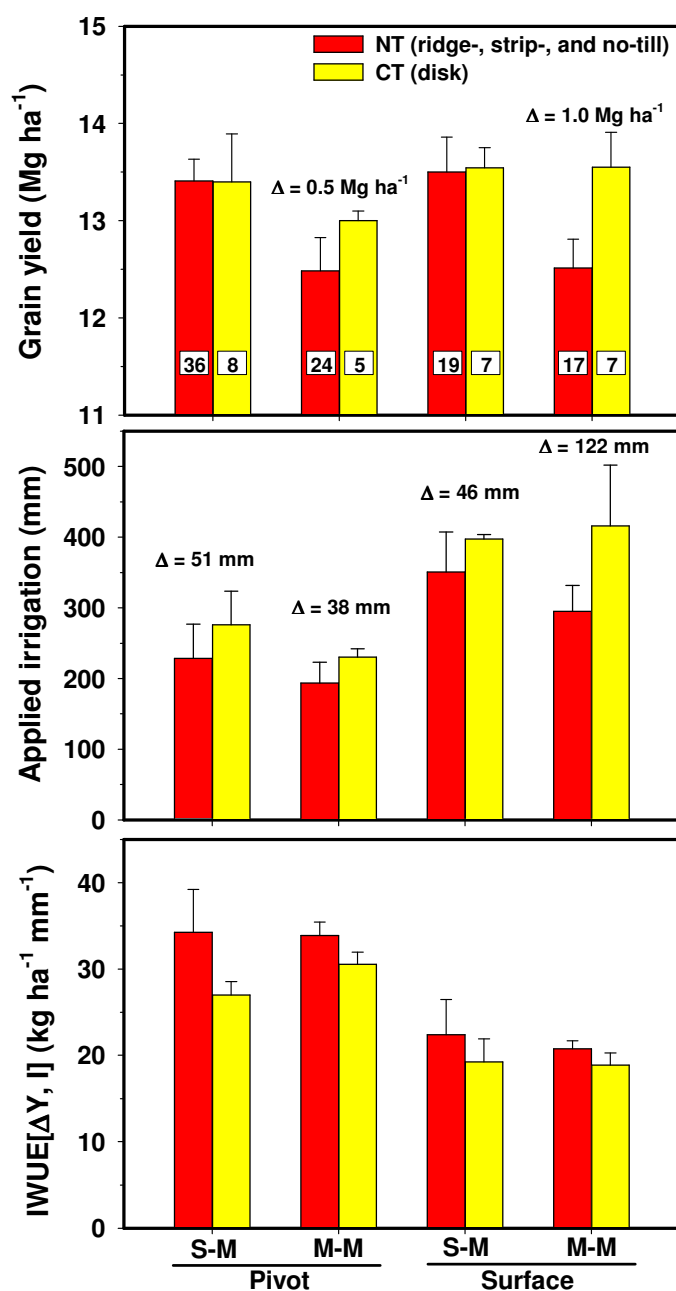 15
NT (ridge-, strip-, and no-till)
CT (disk)
14
Δ = 1.0 Mg ha⁻¹
Δ = 0.5 Mg ha⁻¹
13
12
36 8 24 5 19 7 17 7
11
Grain yield (Mg ha⁻¹)
500
Δ = 122 mm
Δ = 46 mm
400
Δ = 51 mm
300
Δ = 38 mm
200
100
0
Applied irrigation (mm)
40
30
20
10
0
IWUE[ΔY, I] (kg ha⁻¹ mm⁻¹)
S-M M-M S-M M-M
Pivot Surface